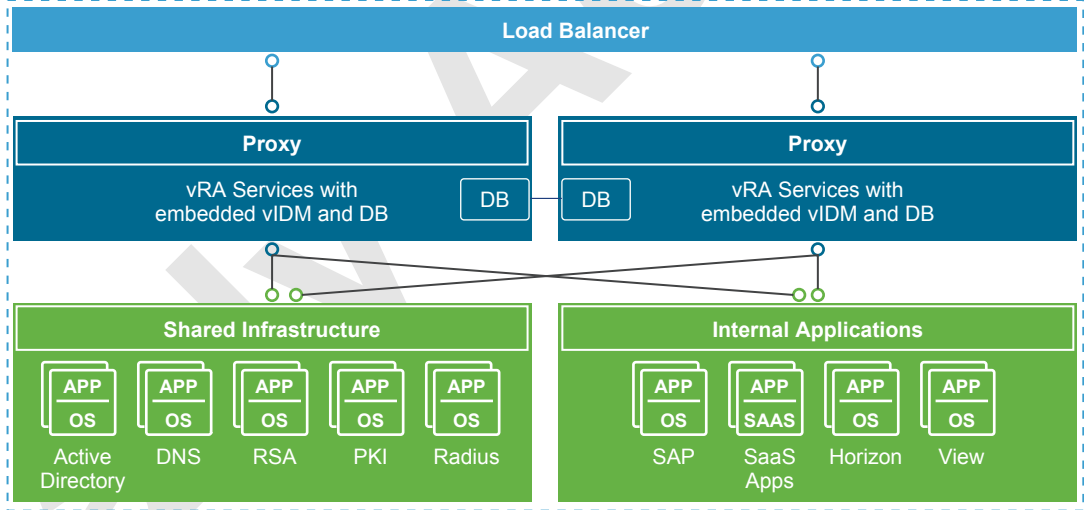 Load Balancer
Proxy
vRA Services with
embedded vIDM and DB
DB
DB
Proxy
vRA Services with
embedded vIDM and DB
Shared Infrastructure
APP
OS
Active
Directory
APP
OS
DNS
APP
OS
RSA
APP
OS
PKI
APP
OS
Radius
Internal Applications
APP
OS
SAP
APP
SAAS
SaaS
Apps
APP
OS
Horizon
APP
OS
View